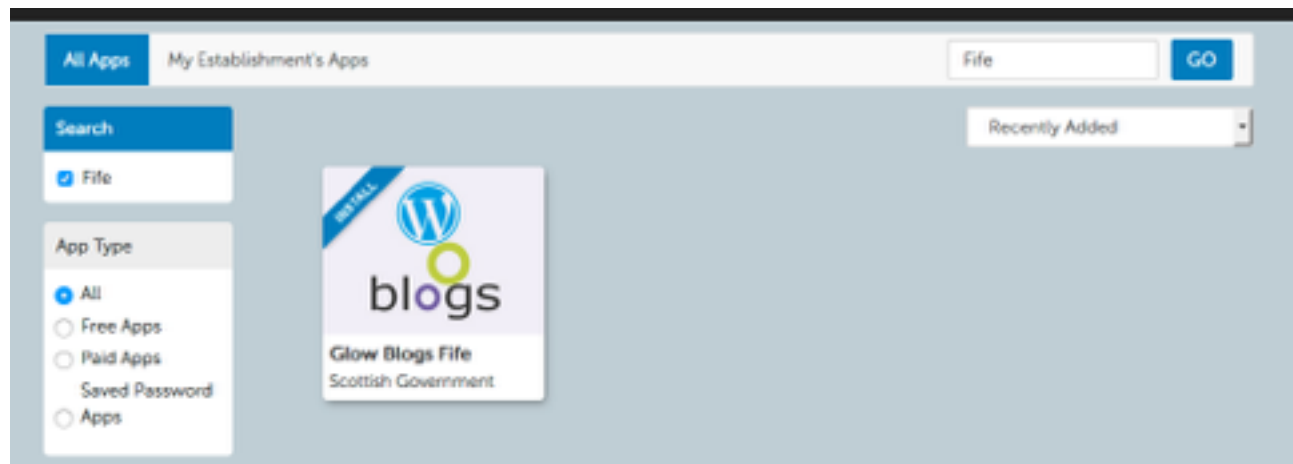 All Apps My Establishment's Apps Fife GO
Search
Recently Added
Fife
App Type
All
Free Apps
Paid Apps
Saved Password
Apps
INSTALL
W
blogs
Glow Blogs Fife
Scottish Government